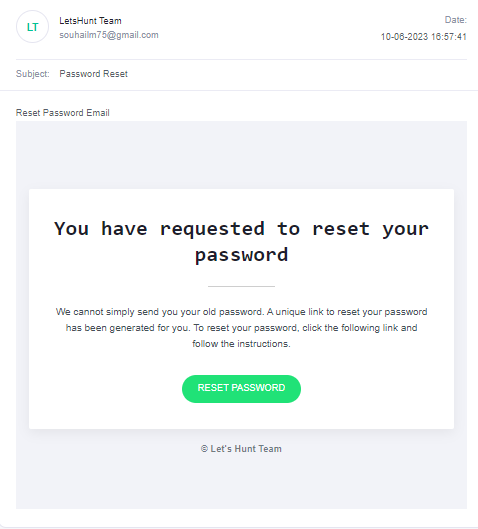 LT
LetsHunt Team
souhailm75@gmail.com
Date:
10-06-2023 16:57:41
Subject: Password Reset
Reset Password Email
You have requested to reset your
password
We cannot simply send you your old password. A unique link to reset your password
has been generated for you. To reset your password, click the following link and
follow the instructions.
RESET PASSWORD
© Let's Hunt Team